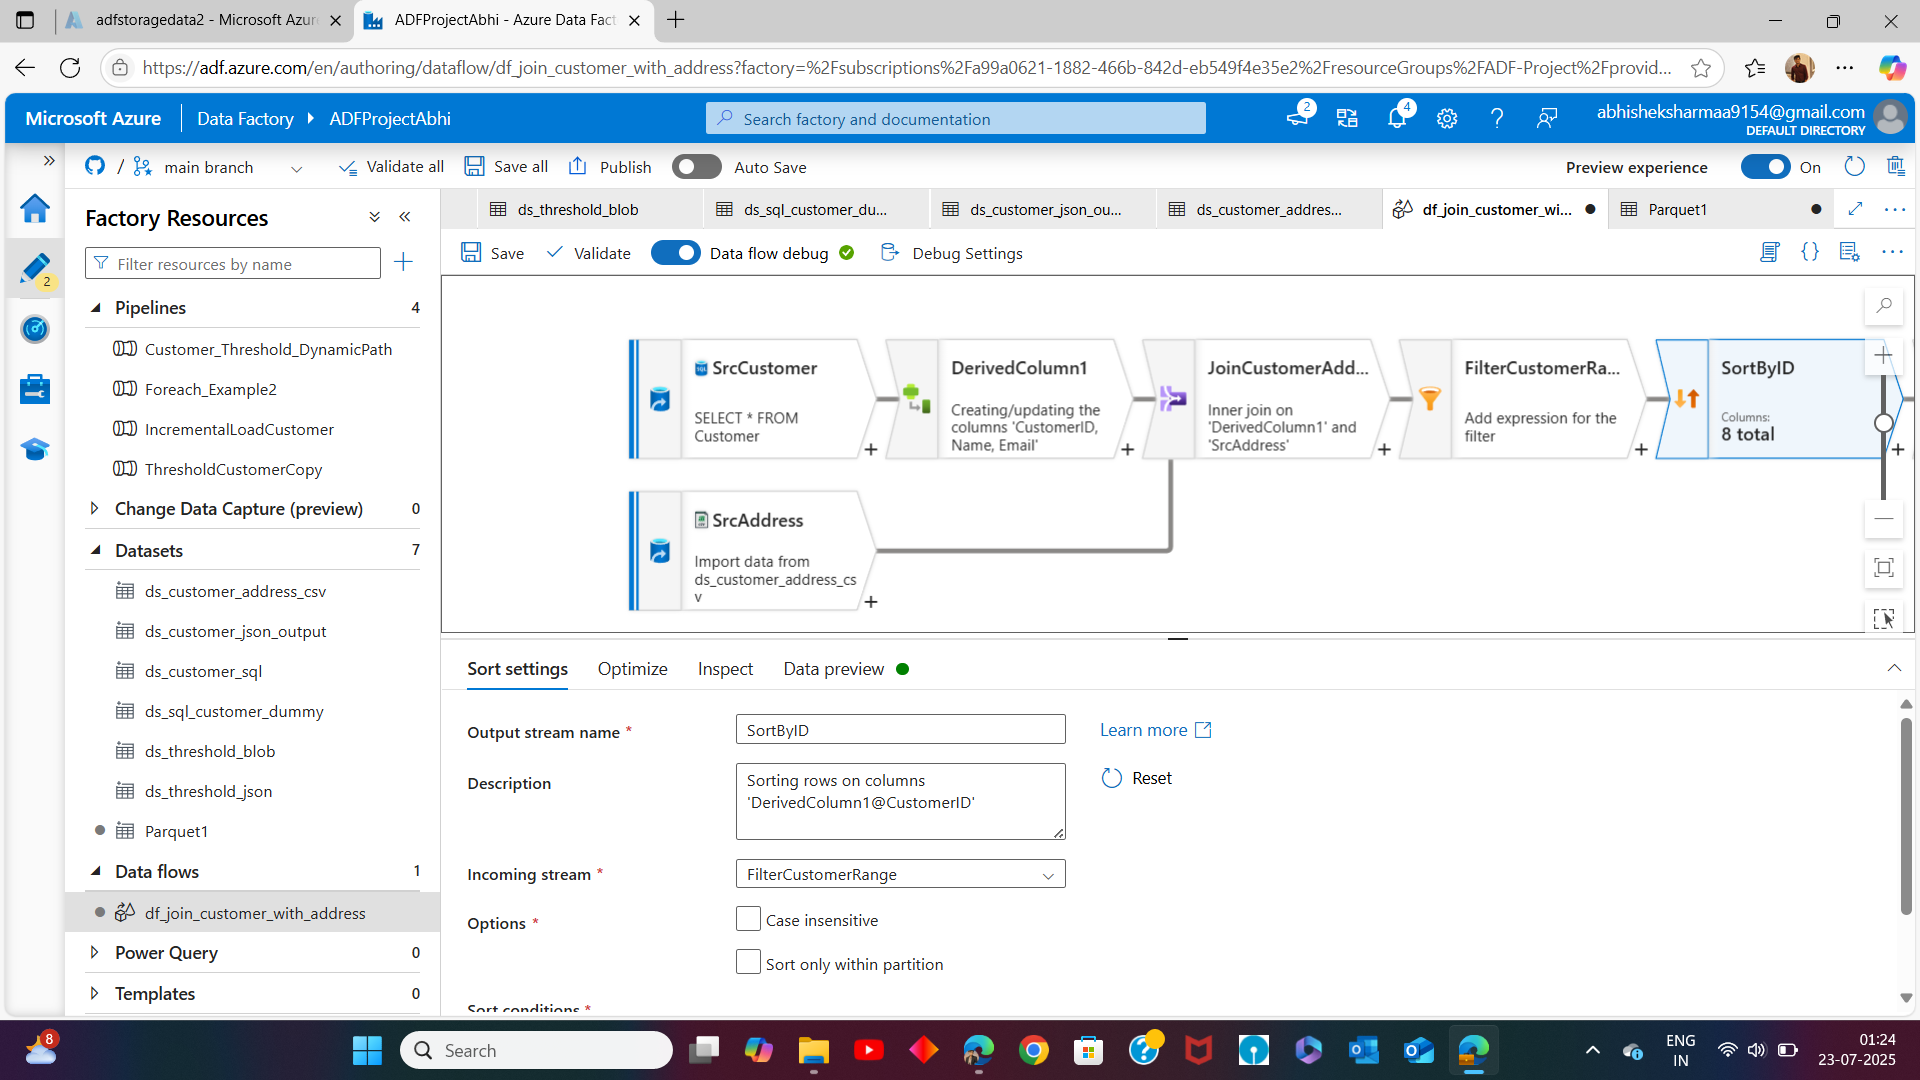 adfstoragedata2 - Microsoft Azure
ADFProjectAbhi - Azure Data Fact
https://adf.azure.com/en/authoring/dataflow/df_join_customer_with_address?factory=%2Fsubscriptions%2Fa99a0621-1882-466b-842d-eb549f4e35e2%2FresourceGroups%2FADF-Project%2Fprovid...
Microsoft Azure
Data Factory
ADFProjectAbhi
Search factory and documentation
2
4
abhisheksharmaa9154@gmail.com
DEFAULT DIRECTORY
/
main branch
Validate all
Save all
Publish
Auto Save
Preview experience
On
Factory Resources
ds_threshold_blob
ds_sql_customer_du...
ds_customer_json_ou...
ds_customer_addres...
df_join_customer_wi...
Parquet1
Filter resources by name
2
Save
Validate
Data flow debug
Debug Settings
Pipelines
4
Customer_Threshold_DynamicPath
Foreach_Example2
IncrementalLoadCustomer
ThresholdCustomerCopy
Change Data Capture (preview)
0
Datasets
7
ds_customer_address_csv
ds_customer_json_output
ds_customer_sql
ds_sql_customer_dummy
ds_threshold_blob
ds_threshold_json
Parquet1
Data flows
1
df_join_customer_with_address
Power Query
0
Templates
0
SrcCustomer
SELECT * FROM
Customer
DerivedColumn1
Creating/updating the
columns 'CustomerID,
Name, Email'
JoinCustomerAdd...
Inner join on
'DerivedColumn1' and
'SrcAddress'
FilterCustomerRa...
Add expression for the
filter
SortByID
Columns:
8 total
SrcAddress
Import data from
ds_customer_address_cs
v
Sort settings
Optimize
Inspect
Data preview
Output stream name *
SortByID
Learn more
Description
Sorting rows on columns
'DerivedColumn1@CustomerID'
Reset
Incoming stream *
FilterCustomerRange
Options *
Case insensitive
Sort only within partition
Sort conditions *
8
Search
ENG
IN
01:24
23-07-2025